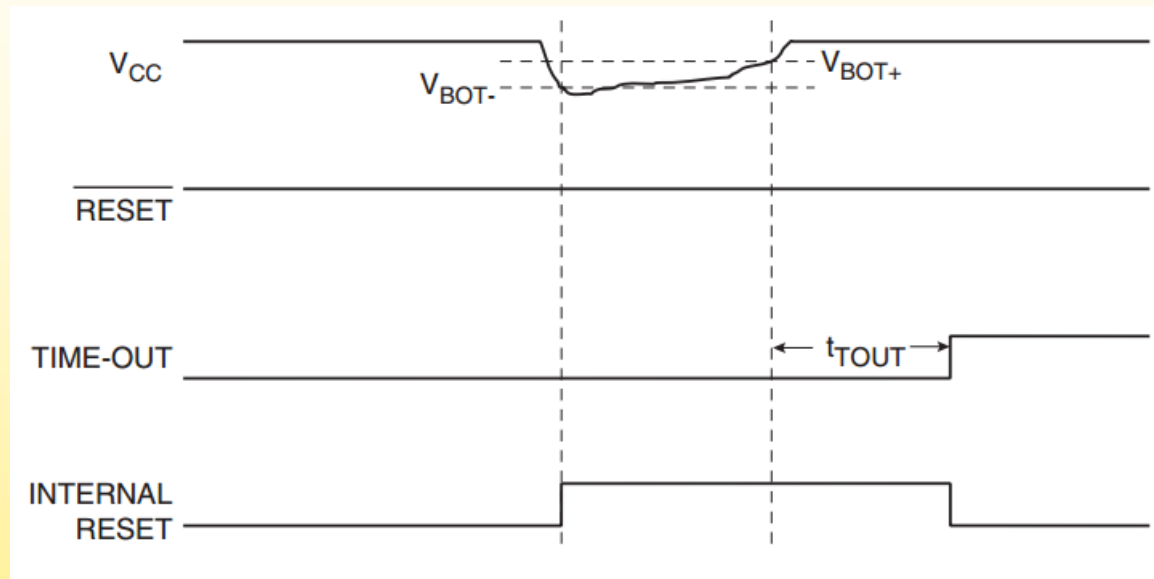 VCC
VBOT-
VBOT+
RESET
TIME-OUT
tTOUT
INTERNAL
RESET